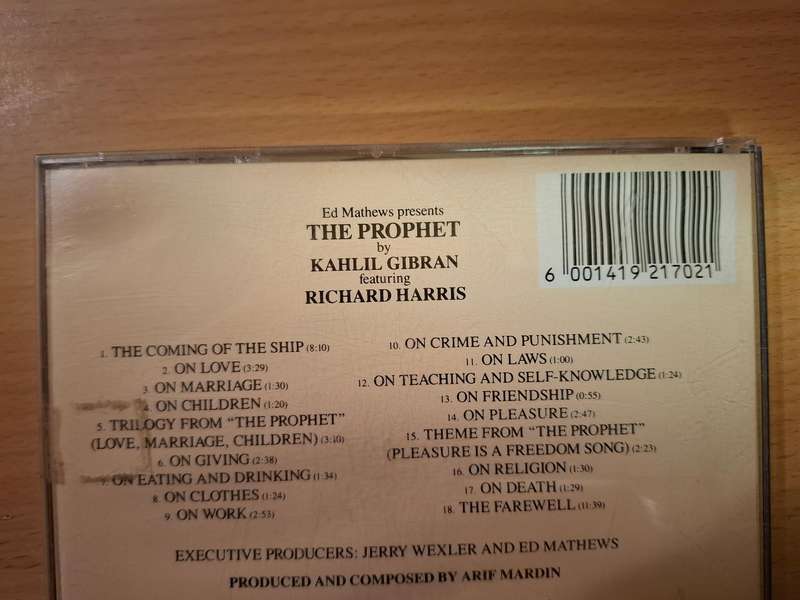 Ed Mathews presents
THE PROPHET
by
KAHLIL GIBRAN
featuring
RICHARD HARRIS
6 001419 217021
1. THE COMING OF THE SHIP (8:10)
2. ON LOVE (3:29)
3. ON MARRIAGE (1:30)
4. ON CHILDREN (1:20)
5. TRILOGY FROM "THE PROPHET"
(LOVE, MARRIAGE, CHILDREN) (3:10)
6. ON GIVING (2:38)
7. ON EATING AND DRINKING (1:34)
8. ON CLOTHES (1:24)
9. ON WORK (2:53)
10. ON CRIME AND PUNISHMENT (2:43)
11. ON LAWS (1:00)
12. ON TEACHING AND SELF-KNOWLEDGE (1:24)
13. ON FRIENDSHIP (0:55)
14. ON PLEASURE (2:47)
15. THEME FROM "THE PROPHET"
(PLEASURE IS A FREEDOM SONG) (2:23)
16. ON RELIGION (1:30)
17. ON DEATH (1:29)
18. THE FAREWELL (11:39)
EXECUTIVE PRODUCERS: JERRY WEXLER AND ED MATHEWS
PRODUCED AND COMPOSED BY ARIF MARDIN